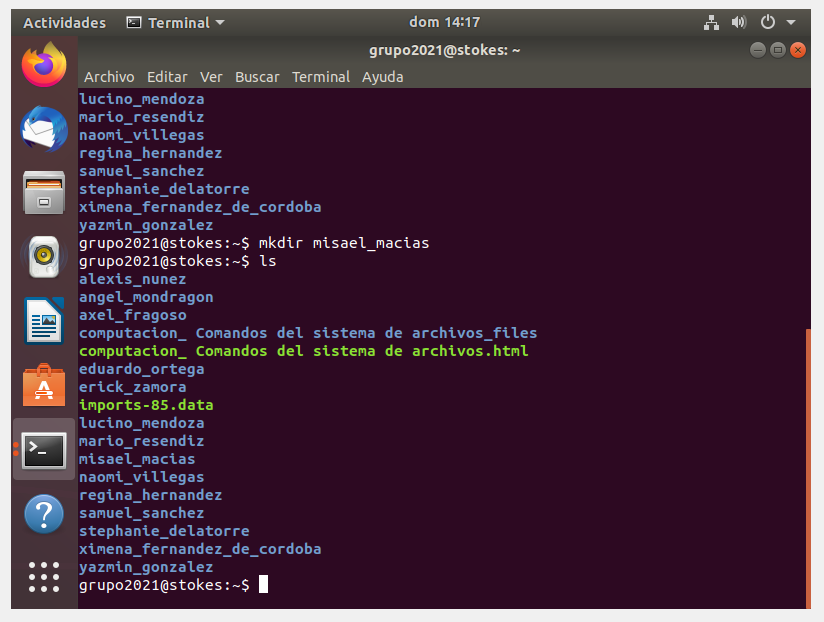 Actividades Terminal dom 14:17
grupo2021@stokes: ~
Archivo Editar Ver Buscar Terminal Ayuda
lucino_mendoza
mario_resendiz
naomi_villegas
regina_hernandez
samuel_sanchez
stephanie_delatorre
ximena_fernandez_de_cordoba
yazmin_gonzalez
grupo2021@stokes:~$ mkdir misael_macias
grupo2021@stokes:~$ ls
alexis_nunez
angel_mondragon
axel_fragoso
computacion_ Comandos del sistema de archivos_files
computacion_ Comandos del sistema de archivos.html
eduardo_ortega
erick_zamora
imports-85.data
lucino_mendoza
mario_resendiz
misael_macias
naomi_villegas
regina_hernandez
samuel_sanchez
stephanie_delatorre
ximena_fernandez_de_cordoba
yazmin_gonzalez
grupo2021@stokes:~$